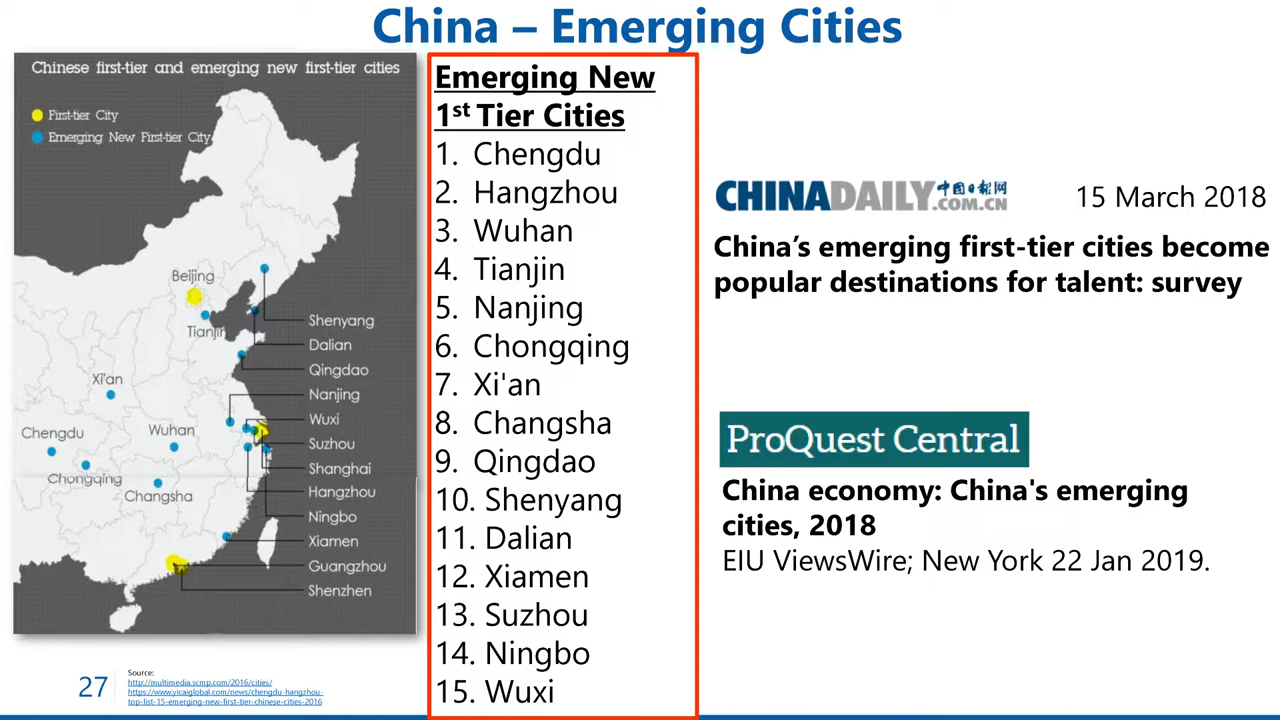 China – Emerging Cities
Chinese first-tier and emerging new first-tier cities
First-tier City
Emerging New First-tier City
Beijing
Tianjin
Xi'an
Chengdu
Wuhan
Chongqing
Changsha
Shenyang
Dalian
Qingdao
Nanjing
Wuxi
Suzhou
Shanghai
Hangzhou
Ningbo
Xiamen
Guangzhou
Shenzhen
Emerging New
1st Tier Cities
1. Chengdu
2. Hangzhou
3. Wuhan
4. Tianjin
5. Nanjing
6. Chongqing
7. Xi'an
8. Changsha
9. Qingdao
10. Shenyang
11. Dalian
12. Xiamen
13. Suzhou
14. Ningbo
15. Wuxi
CHINADAILY 中国日报网 .COM.CN
15 March 2018
China’s emerging first-tier cities become
popular destinations for talent: survey
ProQuest Central
China economy: China's emerging
cities, 2018
EIU ViewsWire; New York 22 Jan 2019.
27
Source:
http://multimedia.scmp.com/2016/cities/
https://www.yicaiglobal.com/news/chengdu-hangzhou-
top-list-15-emerging-new-first-tier-chinese-cities-2016